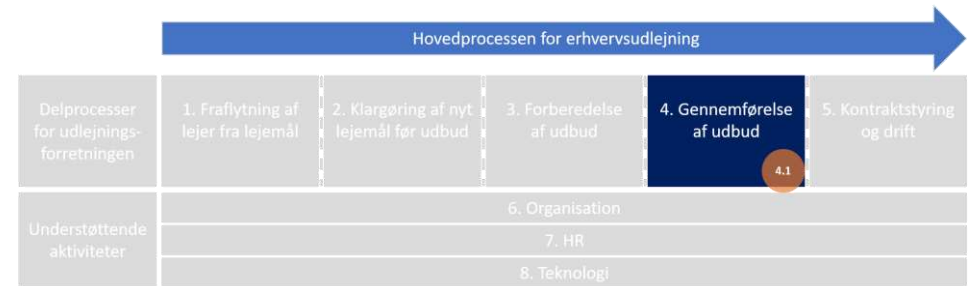 Hovedprocessen for erhvervsudlejning
Delprocesser
for udlejnings-
forretningen
1. Fraflytning af
lejer fra lejemål
2. Klargøring af nyt
lejemål før udbud
3. Forberedelse
af udbud
4. Gennemførelse
af udbud
4.1
5. Kontraktstyring
og drift
Understøttende
aktiviteter
6. Organisation
7. HR
8. Teknologi